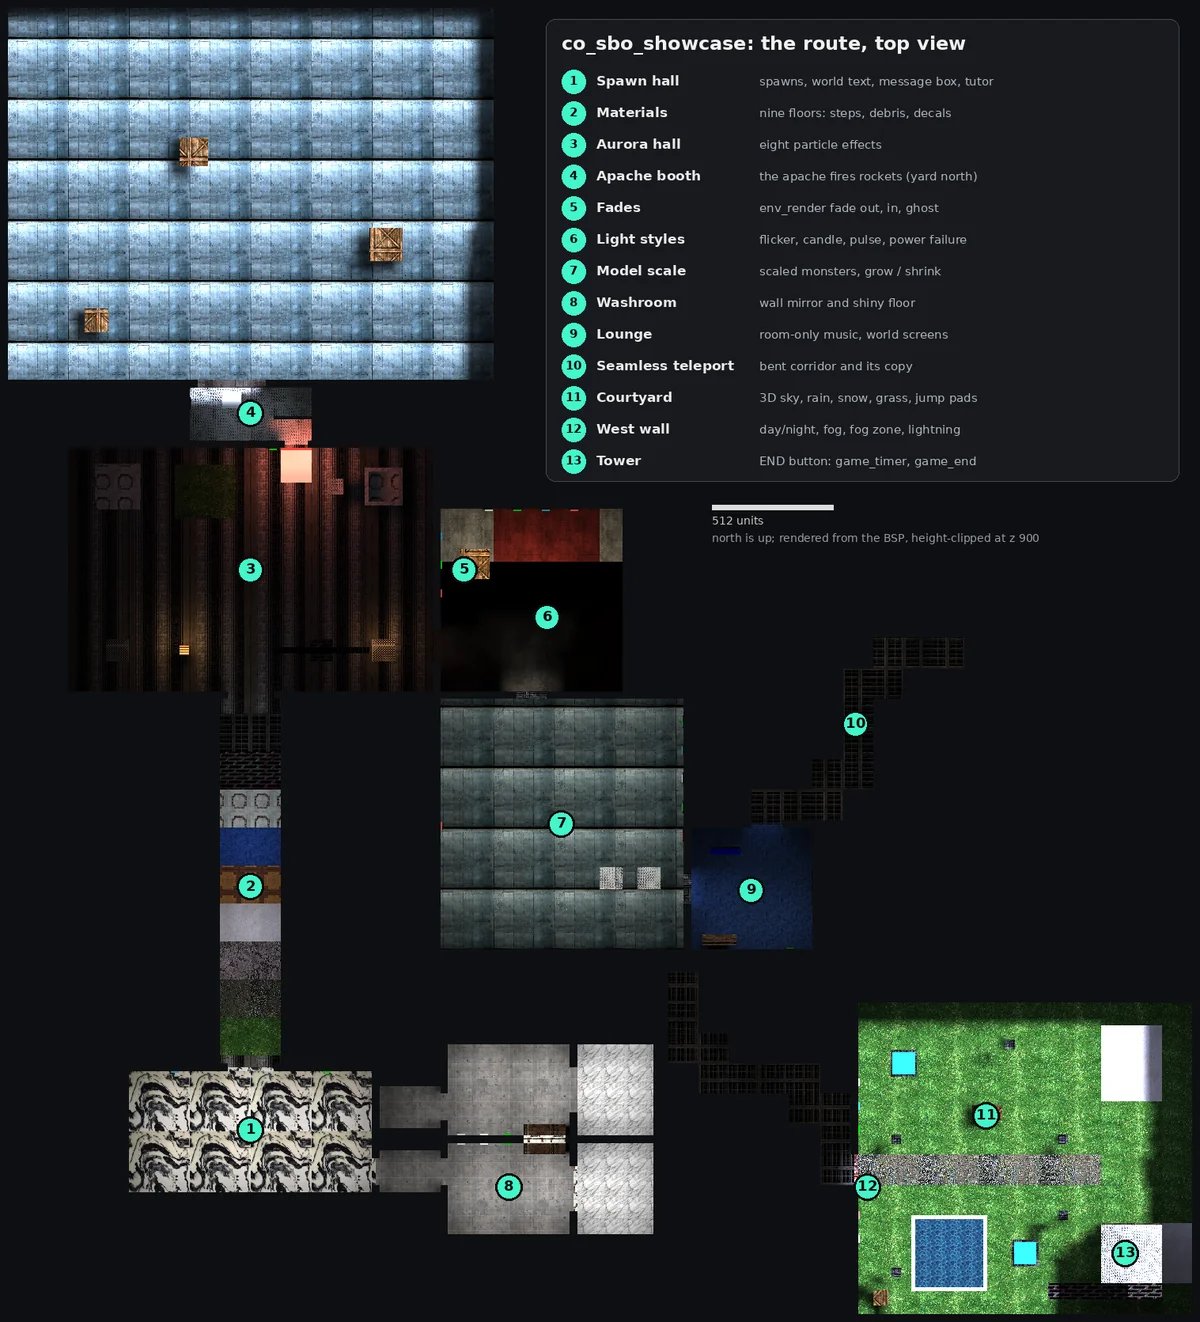 co_sbo_showcase: the route, top view
1 Spawn hall spawns, world text, message box, tutor
2 Materials nine floors: steps, debris, decals
3 Aurora hall eight particle effects
4 Apache booth the apache fires rockets (yard north)
5 Fades env_render fade out, in, ghost
6 Light styles flicker, candle, pulse, power failure
7 Model scale scaled monsters, grow / shrink
8 Washroom wall mirror and shiny floor
9 Lounge room-only music, world screens
10 Seamless teleport bent corridor and its copy
11 Courtyard 3D sky, rain, snow, grass, jump pads
12 West wall day/night, fog, fog zone, lightning
13 Tower END button: game_timer, game_end
512 units
north is up; rendered from the BSP, height-clipped at z 900
4
3
5
6
10
7
2
9
11
1
8
12
13